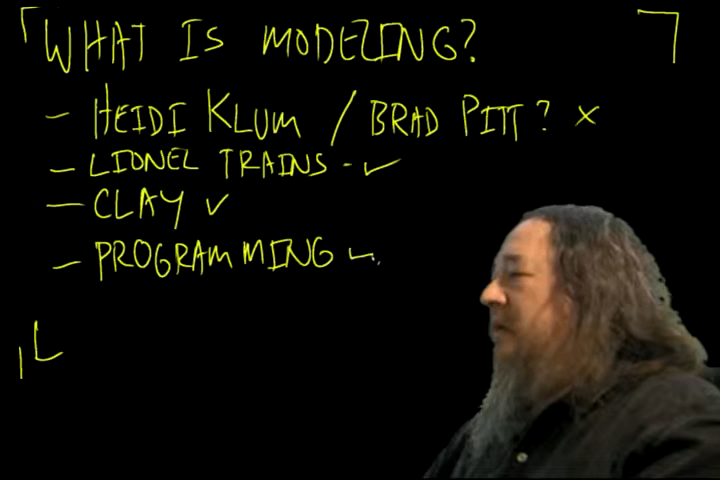 WHAT IS MODELING?
- HEIDI KLUM / BRAD PITT? ×
- LIONEL TRAINS - ✓
- CLAY ✓
- PROGRAMMING ✓